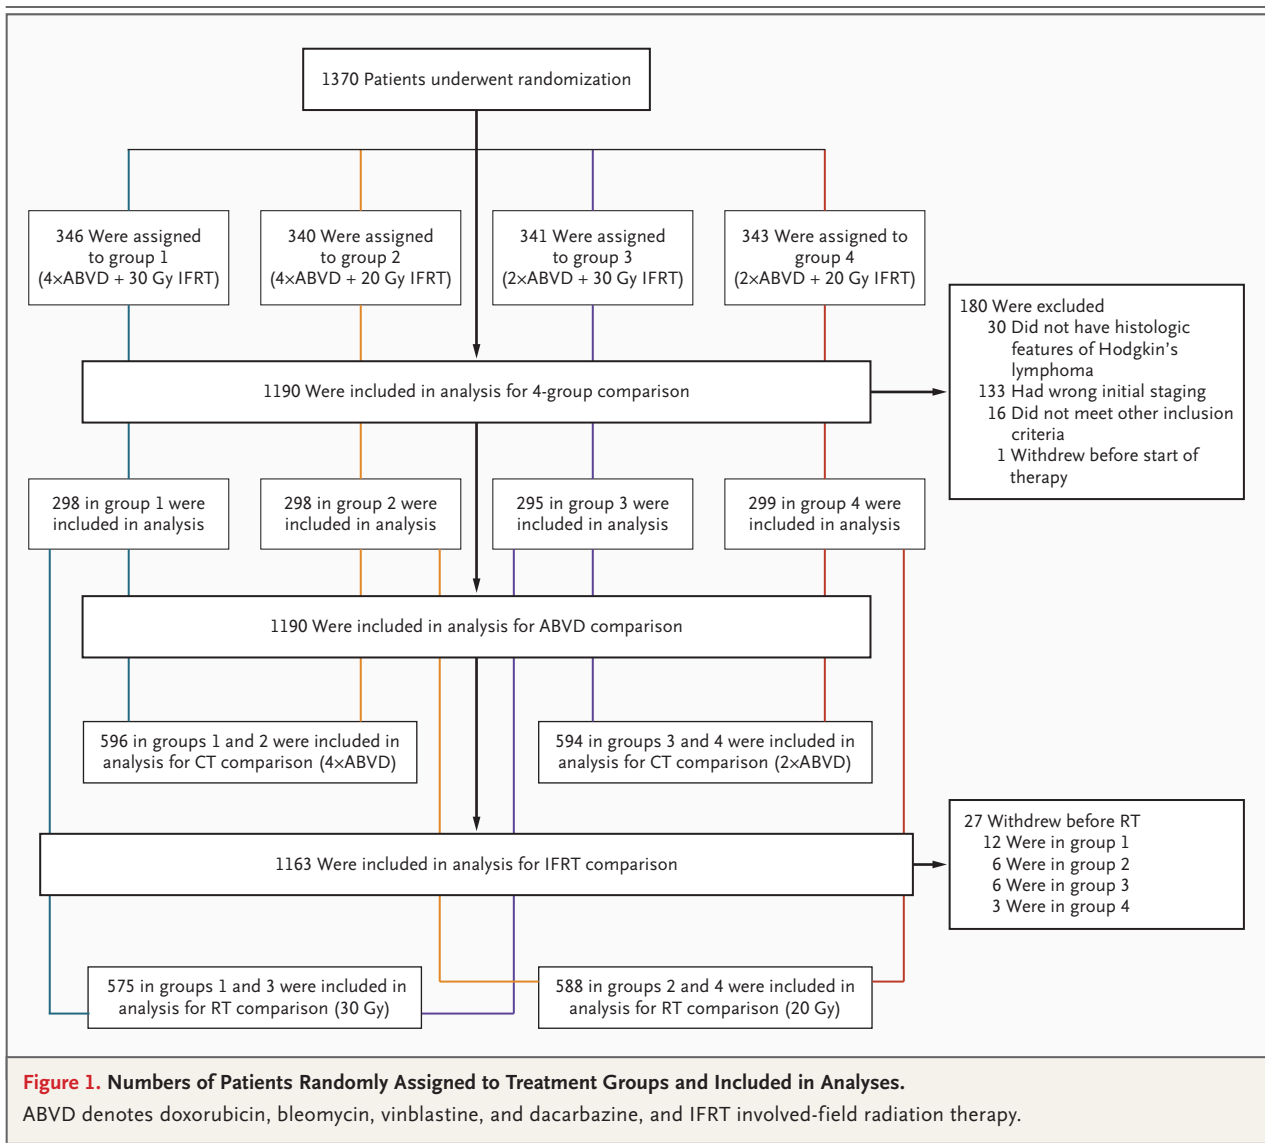 1370 Patients underwent randomization
346 Were assigned
to group 1
(4×ABVD + 30 Gy IFRT)
340 Were assigned
to group 2
(4×ABVD + 20 Gy IFRT)
341 Were assigned
to group 3
(2×ABVD + 30 Gy IFRT)
343 Were assigned to
group 4
(2×ABVD + 20 Gy IFRT)
180 Were excluded
30 Did not have histologic
features of Hodgkin’s
lymphoma
133 Had wrong initial staging
16 Did not meet other inclusion
criteria
1 Withdrew before start of
therapy
1190 Were included in analysis for 4-group comparison
298 in group 1 were
included in analysis
298 in group 2 were
included in analysis
295 in group 3 were
included in analysis
299 in group 4 were
included in analysis
1190 Were included in analysis for ABVD comparison
596 in groups 1 and 2 were included in
analysis for CT comparison (4×ABVD)
594 in groups 3 and 4 were included in
analysis for CT comparison (2×ABVD)
27 Withdrew before RT
12 Were in group 1
6 Were in group 2
6 Were in group 3
3 Were in group 4
1163 Were included in analysis for IFRT comparison
575 in groups 1 and 3 were included in
analysis for RT comparison (30 Gy)
588 in groups 2 and 4 were included in
analysis for RT comparison (20 Gy)
Figure 1. Numbers of Patients Randomly Assigned to Treatment Groups and Included in Analyses.
ABVD denotes doxorubicin, bleomycin, vinblastine, and dacarbazine, and IFRT involved-field radiation therapy.